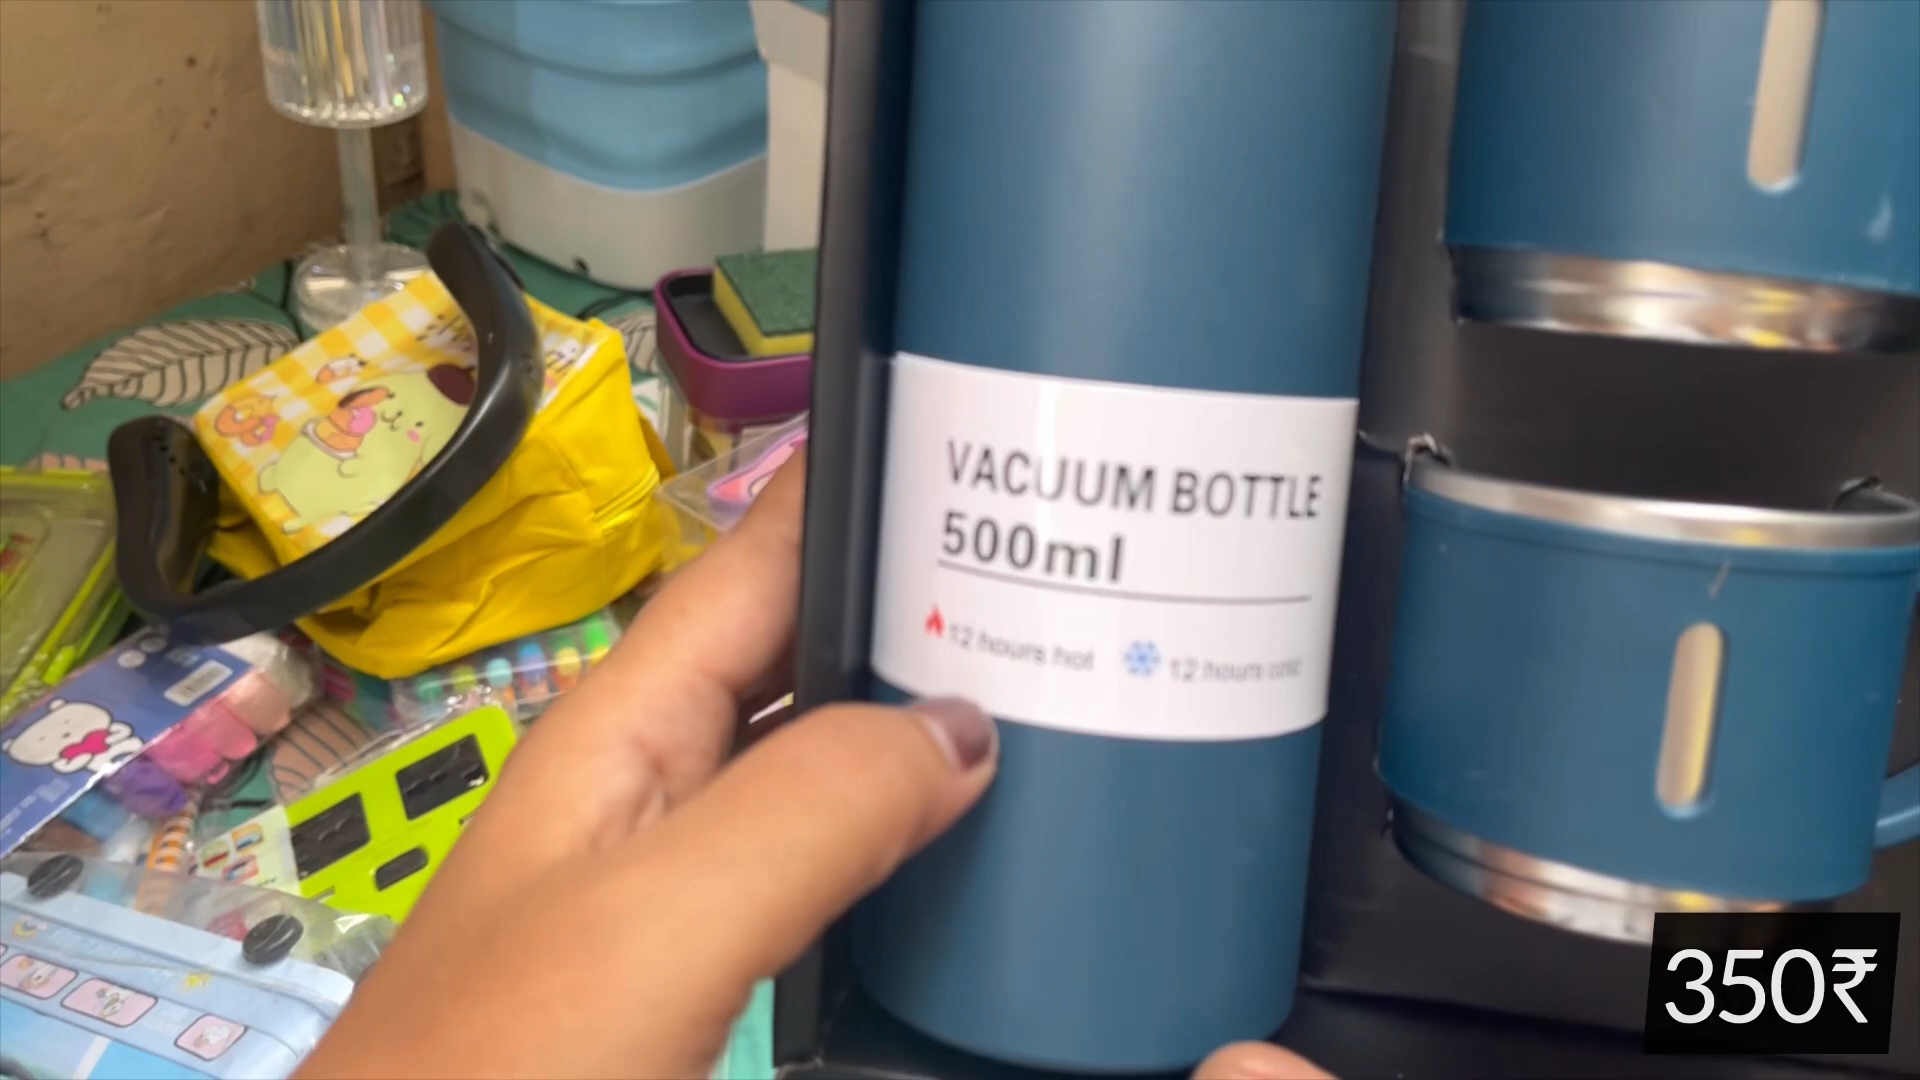 VACUUM BOTTLE
500ml
12 hours hot
12 hours cold
350₹